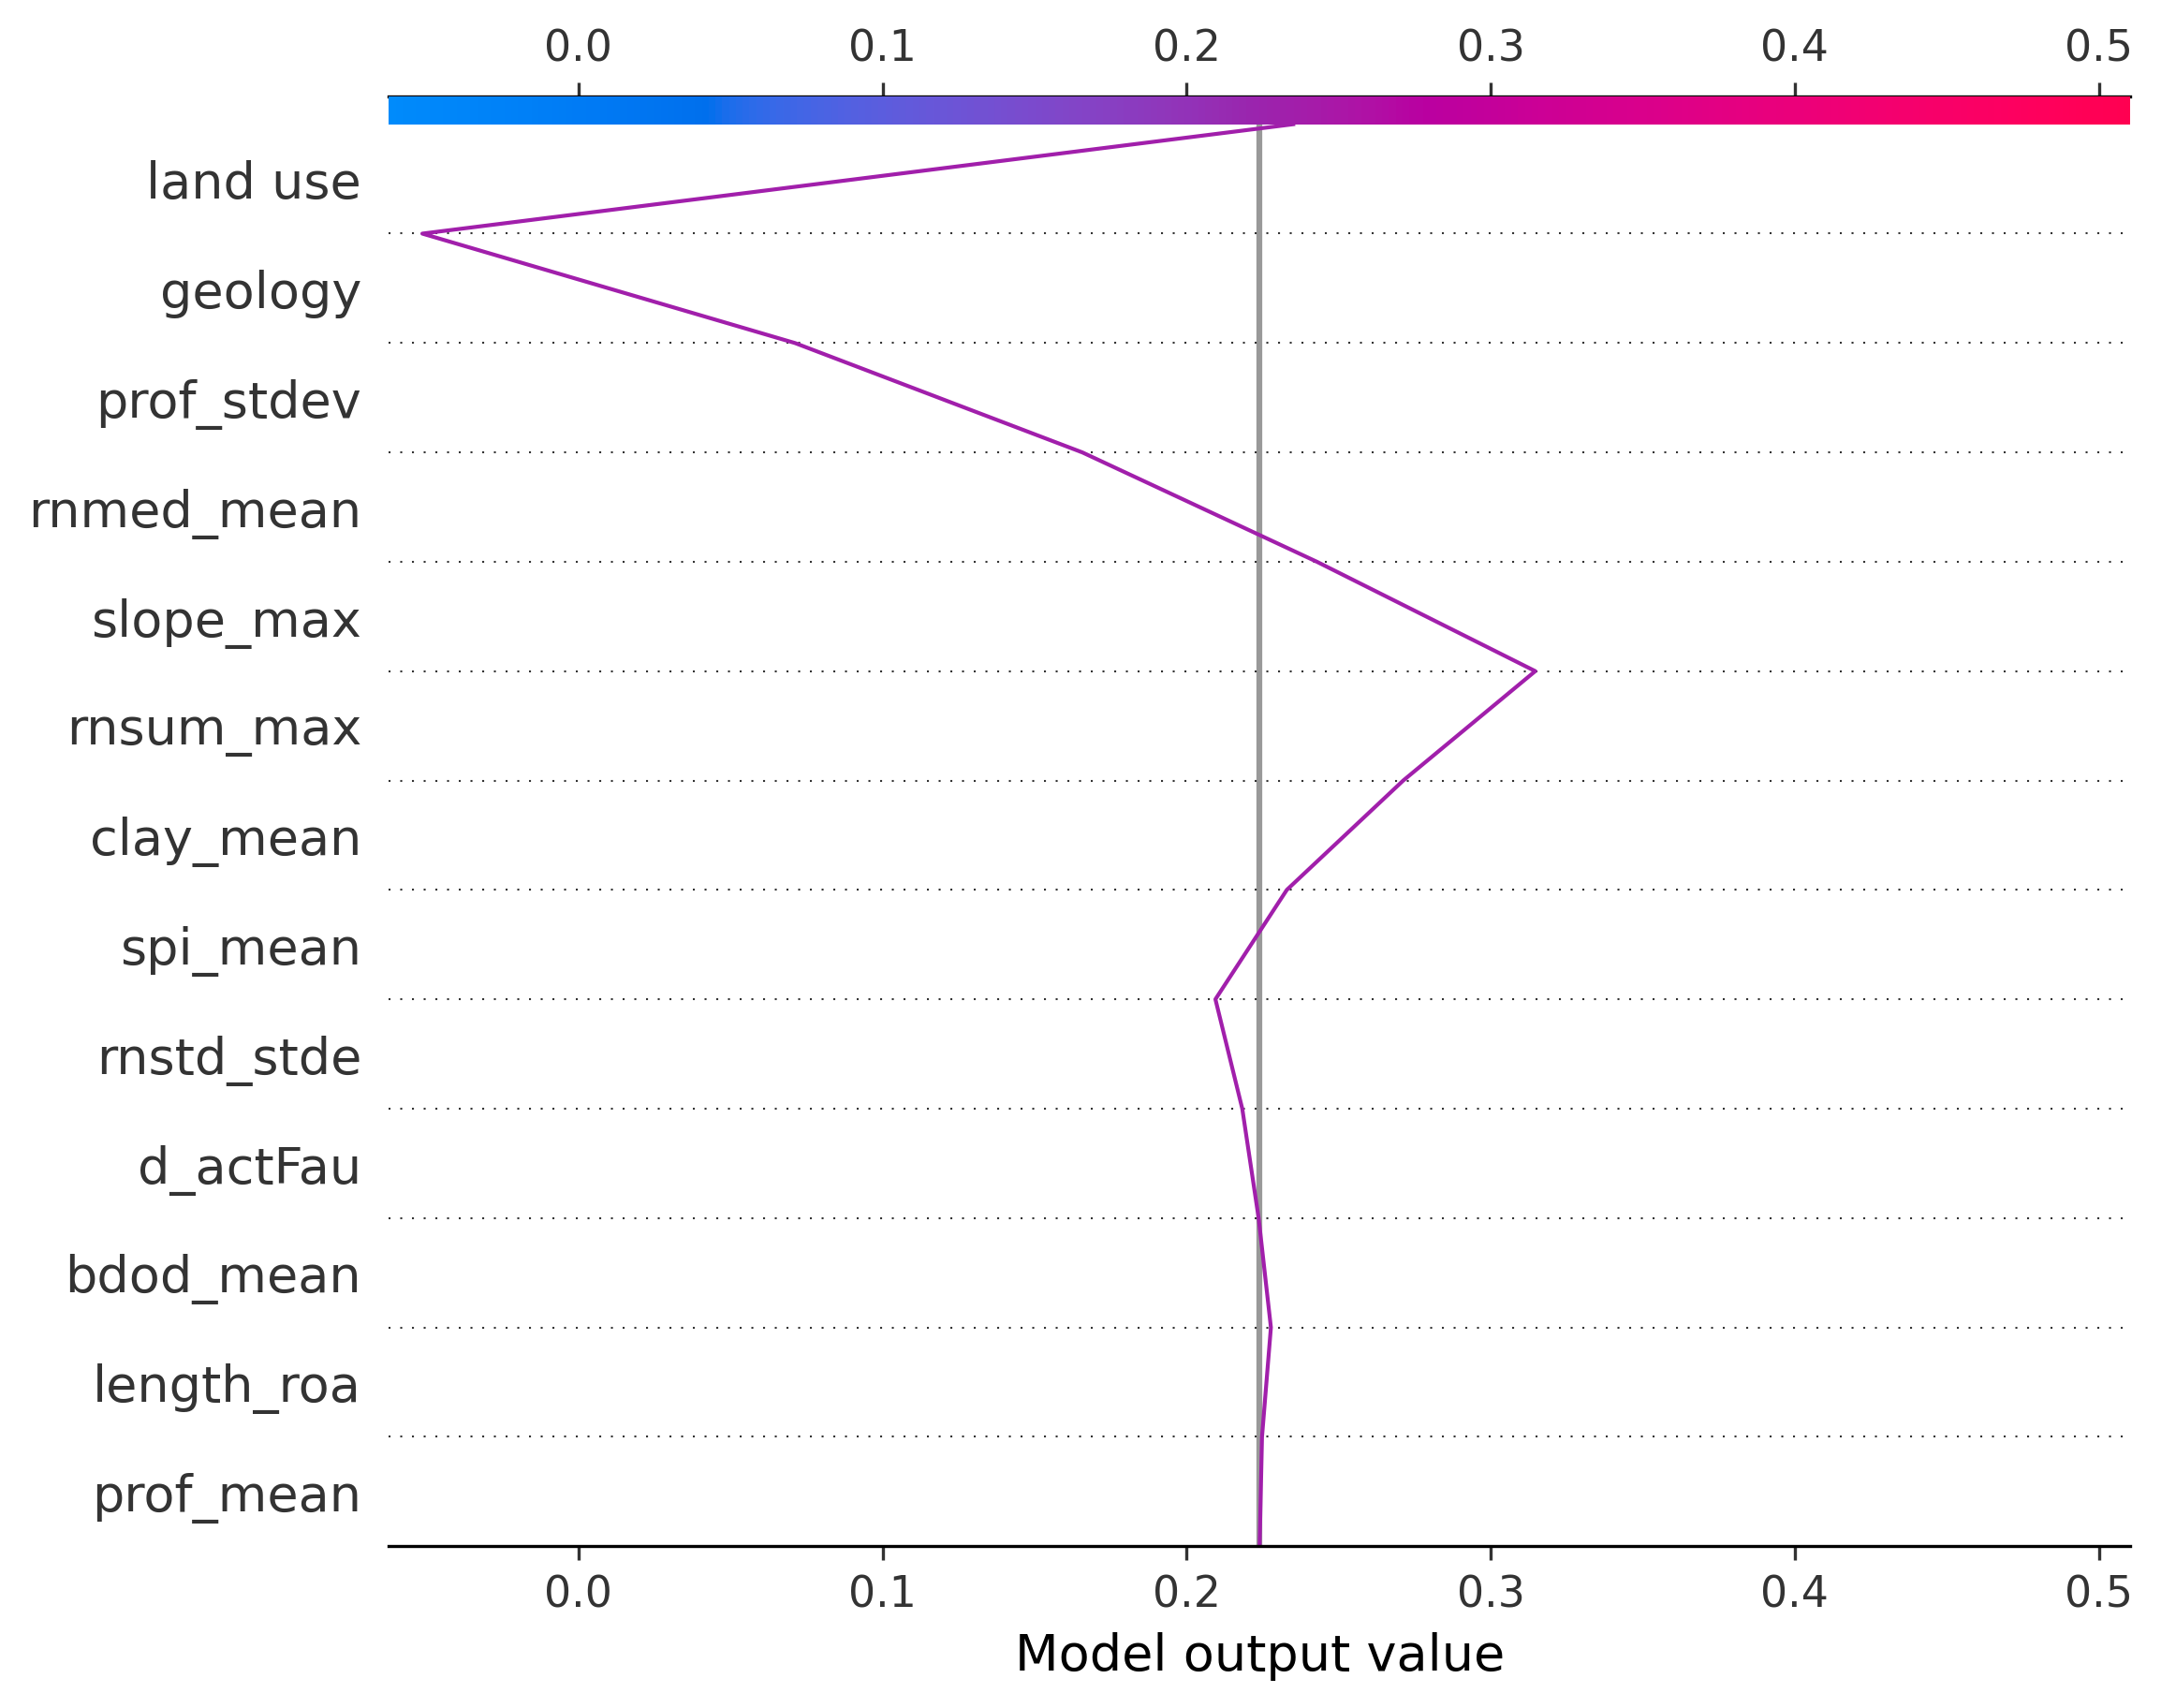 0.0 0.1 0.2 0.3 0.4 0.5
land use
geology
prof_stdev
rnmed_mean
slope_max
rnsum_max
clay_mean
spi_mean
rnstd_stde
d_actFau
bdod_mean
length_roa
prof_mean
0.0 0.1 0.2 0.3 0.4 0.5
Model output value